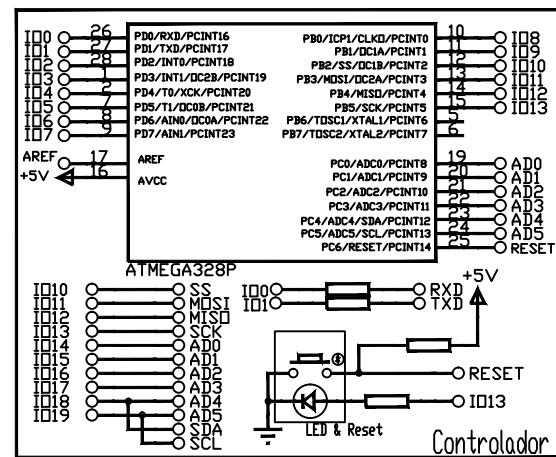 IO0 26 PD0/RXD/PCINT16 PB0/ICP1/CLKO/PCINT0 10 IO8
IO1 27 PD1/TXD/PCINT17 PB1/OC1A/PCINT1 11 IO9
IO2 28 PD2/INT0/PCINT18 PB2/SS/OC1B/PCINT2 12 IO10
IO3 1 PD3/INT1/OC2B/PCINT19 PB3/MOSI/OC2A/PCINT3 13 IO11
IO4 2 PD4/T0/XCK/PCINT20 PB4/MISO/PCINT4 14 IO12
IO5 7 PD5/T1/OC0B/PCINT21 PB5/SCK/PCINT5 15 IO13
IO6 8 PD6/AIN0/OC0A/PCINT22 PB6/TOSC1/XTAL1/PCINT6 5
IO7 9 PD7/AIN1/PCINT23 PB7/TOSC2/XTAL2/PCINT7 6
AREF 17 AREF PC0/ADC0/PCINT8 19 AD0
+5V 16 AVCC PC1/ADC1/PCINT9 20 AD1
PC2/ADC2/PCINT10 21 AD2
PC3/ADC3/PCINT11 22 AD3
PC4/ADC4/SDA/PCINT12 23 AD4
PC5/ADC5/SCL/PCINT13 24 AD5
PC6/RESET/PCINT14 25 RESET
ATMEGA328P
IO10 SS
IO11 MOSI
IO12 MISO
IO13 SCK
IO14 AD0
IO15 AD1
IO16 AD2
IO17 AD3
IO18 AD4
IO19 AD5
SDA
SCL
IO0 RXD
IO1 TXD
+5V
RESET
IO13
LED & Reset
Controlador